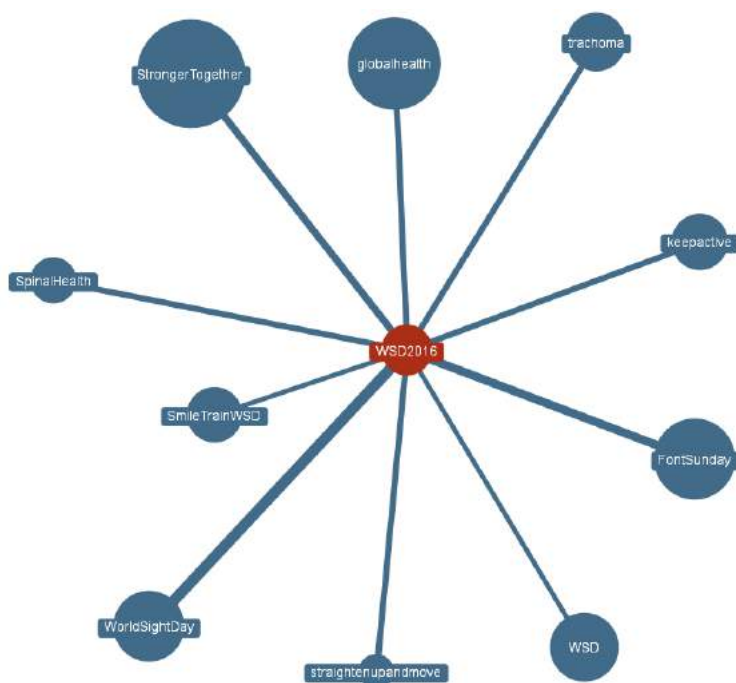 trachoma
globalhealth
StrongerTogether
keepactive
SpinalHealth
WSD2016
SmileTrainWSD
FontSunday
WorldSightDay
WSD
straightenupandmove